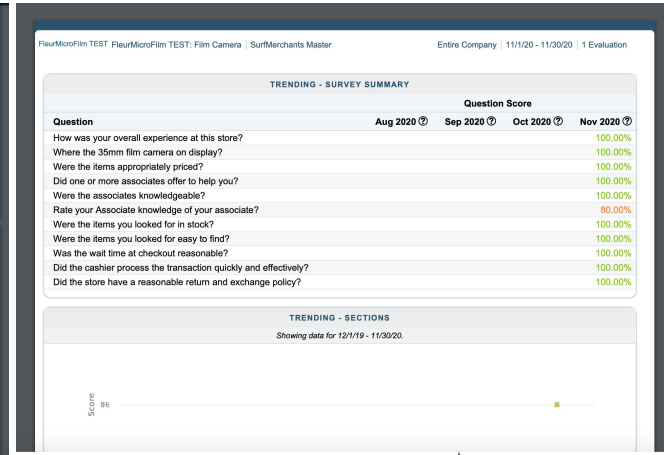 FleurMicroFilm TEST FleurMicroFilm TEST: Film Camera | SurfMerchants Master Entire Company | 11/1/20 - 11/30/20 | 1 Evaluation
TRENDING - SURVEY SUMMARY
Question Score
Question Aug 2020 ? Sep 2020 ? Oct 2020 ? Nov 2020 ?
How was your overall experience at this store? 100.00%
Where the 35mm film camera on display? 100.00%
Were the items appropriately priced? 100.00%
Did one or more associates offer to help you? 100.00%
Were the associates knowledgeable? 100.00%
Rate your Associate knowledge of your associate? 80.00%
Were the items you looked for in stock? 100.00%
Were the items you looked for easy to find? 100.00%
Was the wait time at checkout reasonable? 100.00%
Did the cashier process the transaction quickly and effectively? 100.00%
Did the store have a reasonable return and exchange policy? 100.00%
TRENDING - SECTIONS
Showing data for 12/1/19 - 11/30/20.
Score
86